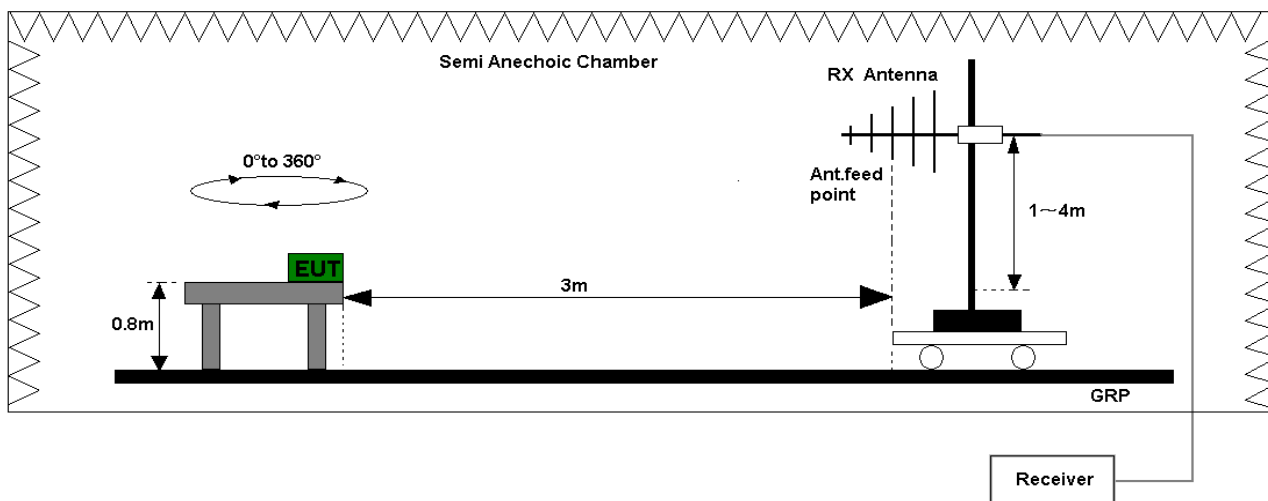 Semi Anechoic Chamber
RX Antenna
0°to 360°
Ant.feed
point
1～4m
EUT
3m
0.8m
GRP
Receiver